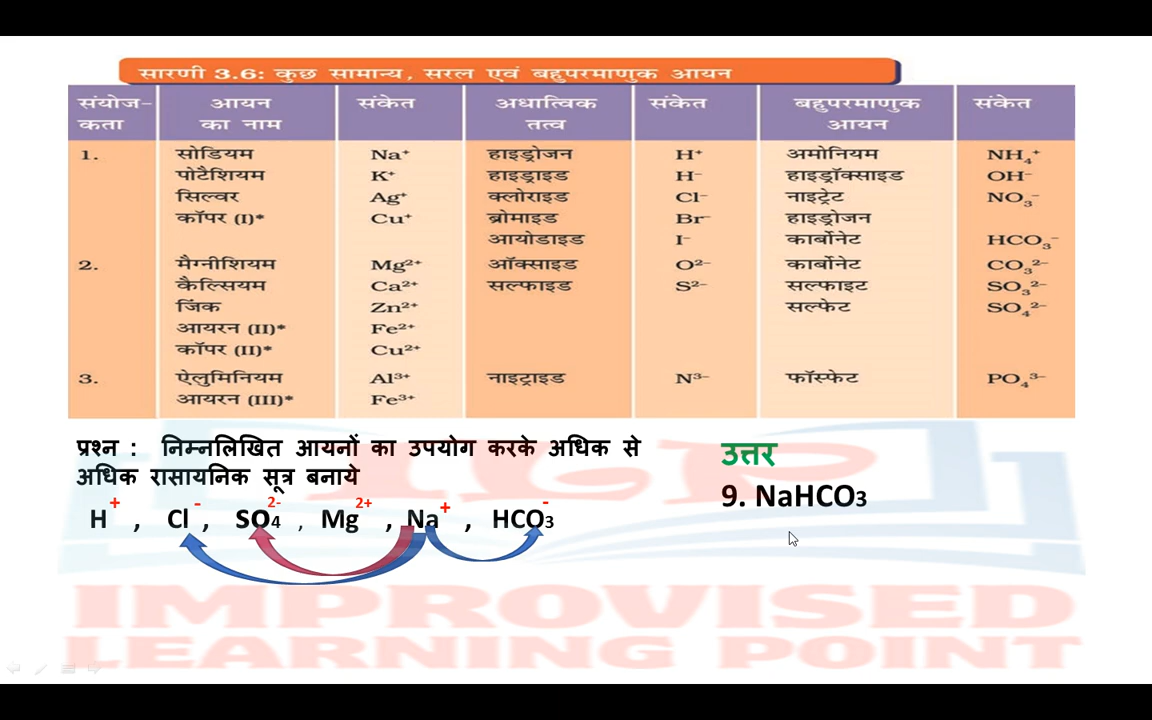 सारणी 3.6: कुछ सामान्य, सरल एवं बहुपरमाणुक आयन
संयोज- आयन संकेत अधात्विक संकेत बहुपरमाणुक संकेत
कता का नाम तत्व आयन
1. सोडियम Na⁺ हाइड्रोजन H⁺ अमोनियम NH₄⁺
पोटैशियम K⁺ हाइड्राइड H⁻ हाइड्रॉक्साइड OH⁻
सिल्वर Ag⁺ क्लोराइड Cl⁻ नाइट्रेट NO₃⁻
कॉपर (I)* Cu⁺ ब्रोमाइड Br⁻ हाइड्रोजन
आयोडाइड I⁻ कार्बोनेट HCO₃⁻
2. मैग्नीशियम Mg²⁺ ऑक्साइड O²⁻ कार्बोनेट CO₃²⁻
कैल्सियम Ca²⁺ सल्फाइड S²⁻ सल्फाइट SO₃²⁻
जिंक Zn²⁺ सल्फेट SO₄²⁻
आयरन (II)* Fe²⁺
कॉपर (II)* Cu²⁺
3. ऐलुमिनियम Al³⁺ नाइट्राइड N³⁻ फॉस्फेट PO₄³⁻
आयरन (III)* Fe³⁺
प्रश्न : निम्नलिखित आयनों का उपयोग करके अधिक से
अधिक रासायनिक सूत्र बनाये
H⁺ , Cl⁻ , SO₄²⁻ , Mg²⁺ , Na⁺ , HCO₃⁻
उत्तर
9. NaHCO₃
ILP
IMPROVISED
LEARNING POINT